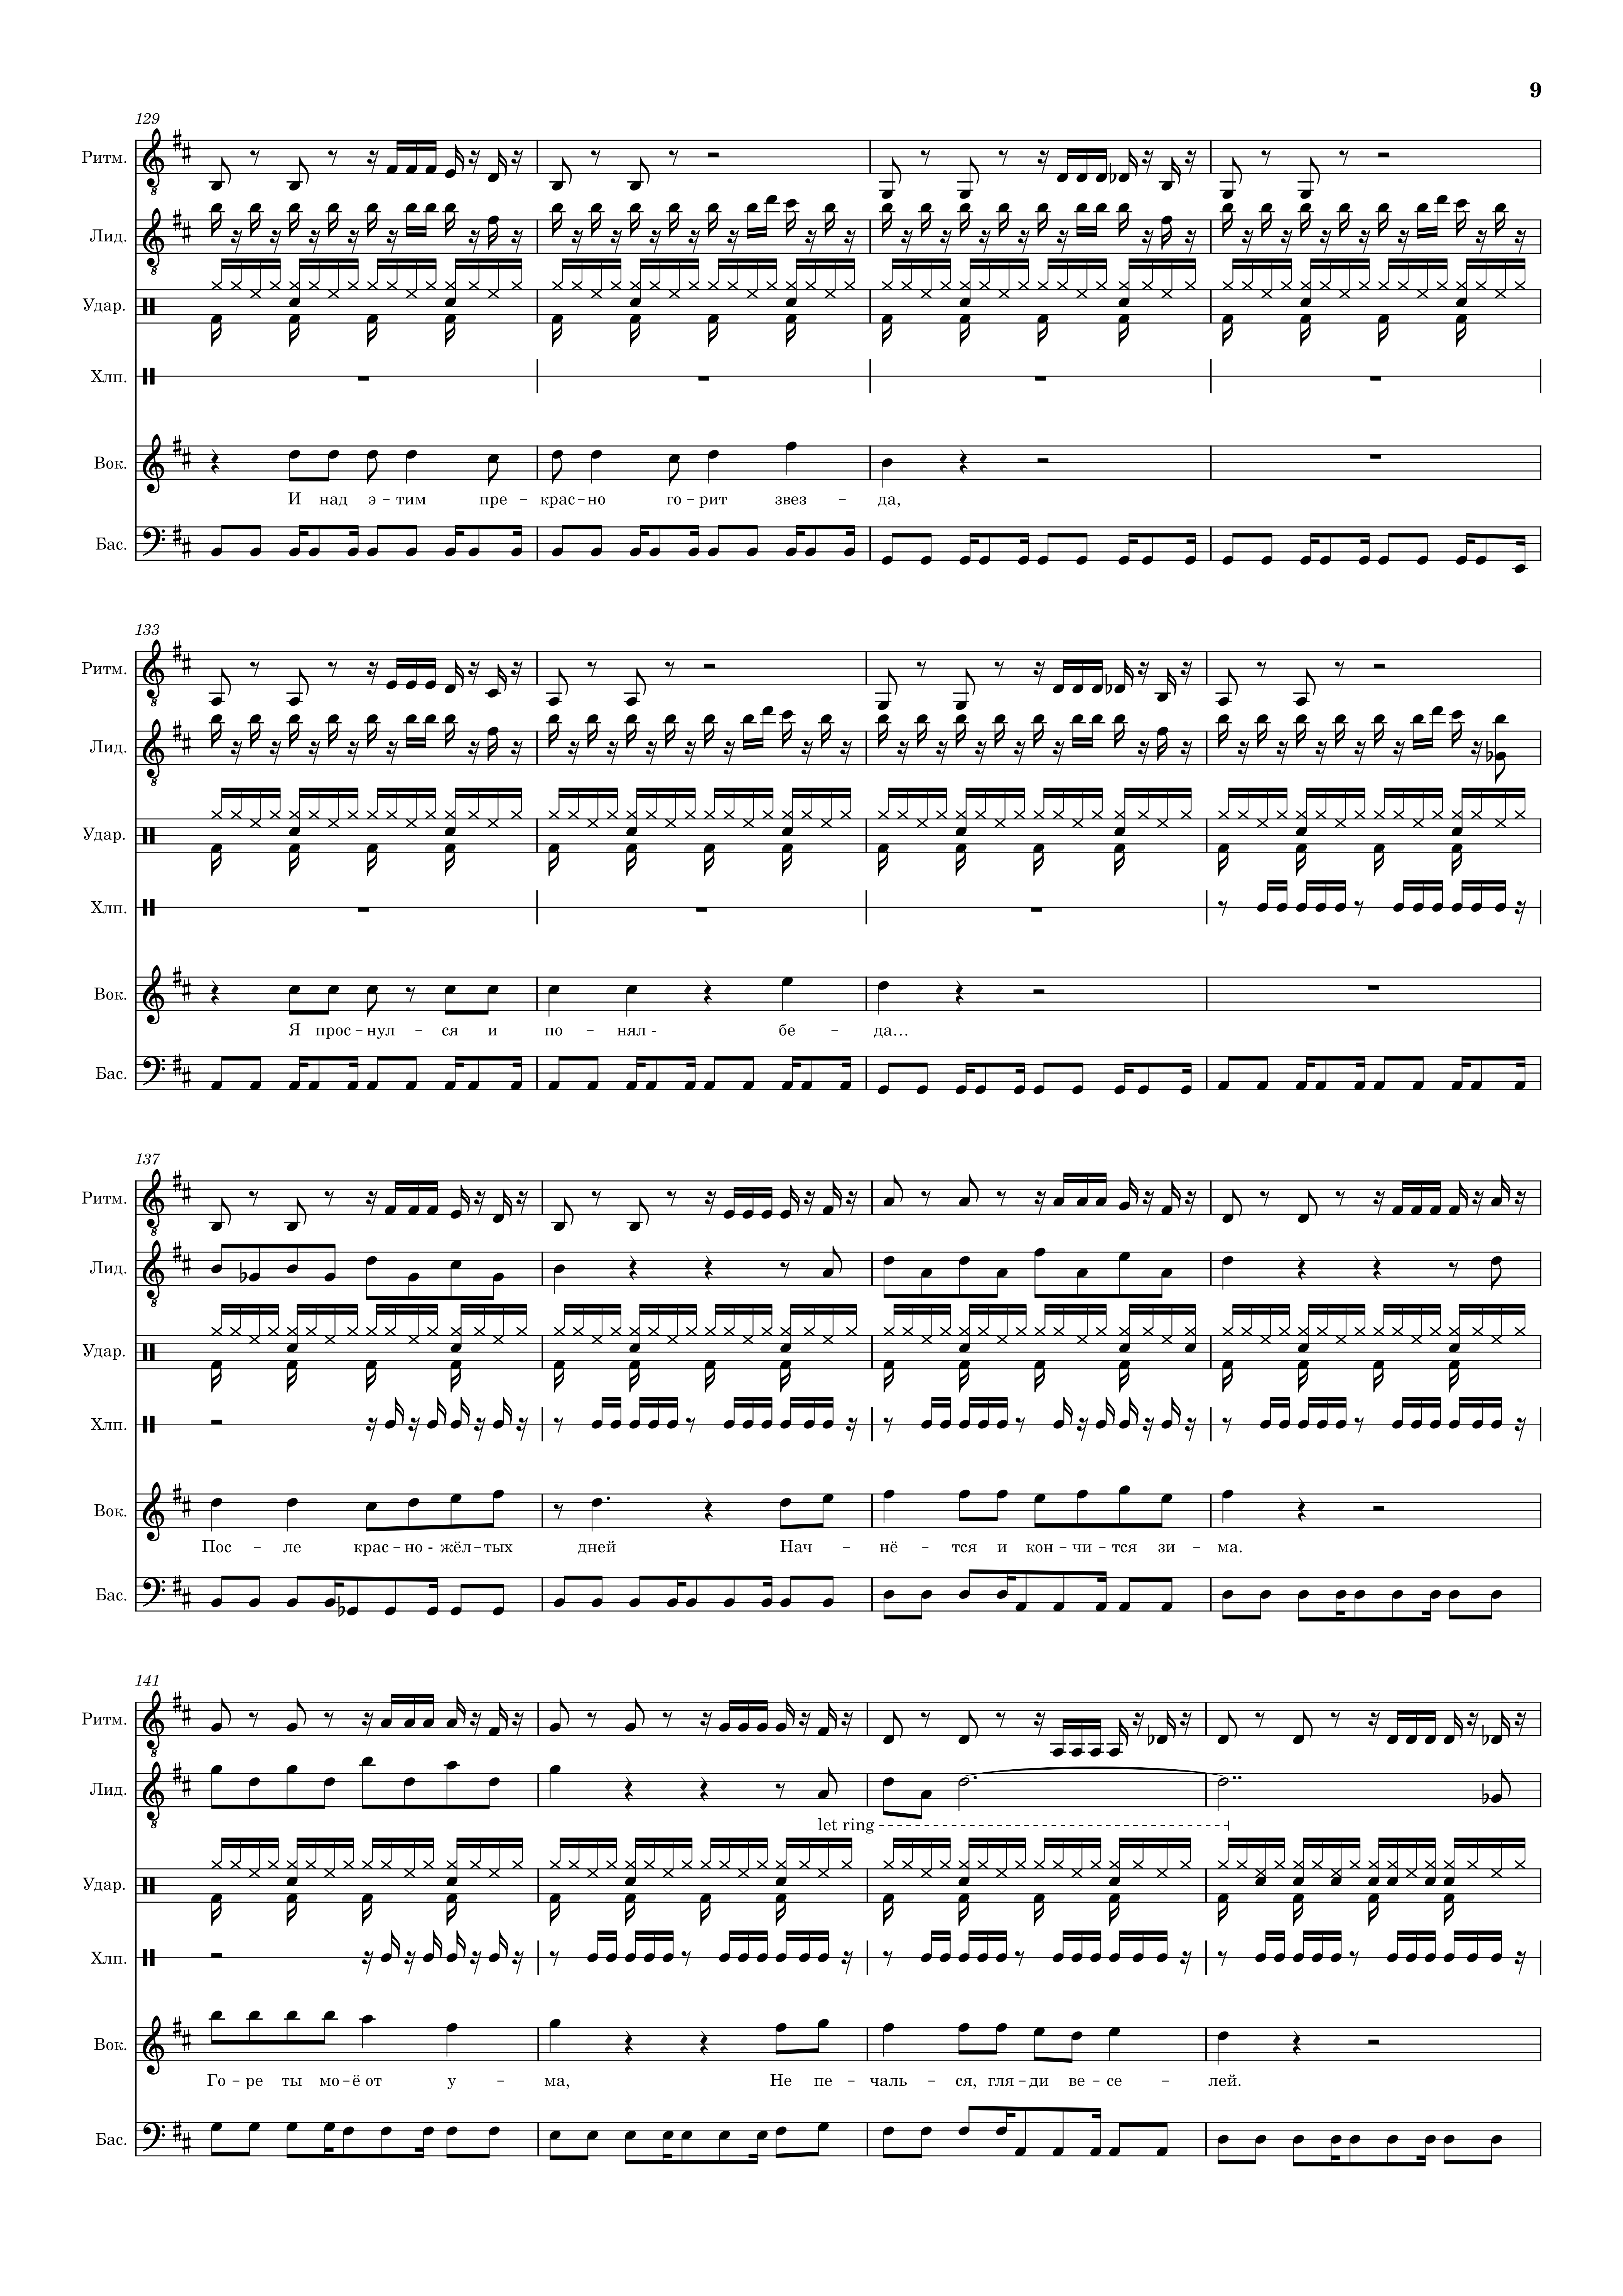 9
129
Ритм.
Лид.
Удар.
Хлп.
Вок.
И над э – тим пре – крас – но го – рит звез – да,
Бас.
133
Ритм.
Лид.
Удар.
Хлп.
Вок.
Я прос – нул – ся и по – нял - бе – да…
Бас.
137
Ритм.
Лид.
Удар.
Хлп.
Вок.
Пос – ле крас – но - жёл – тых дней Нач – нё – тся и кон – чи – тся зи – ма.
Бас.
141
Ритм.
Лид.
let ring
Удар.
Хлп.
Вок.
Го – ре ты мо – ё от у – ма, Не пе – чаль – ся, гля – ди ве – се – лей.
Бас.